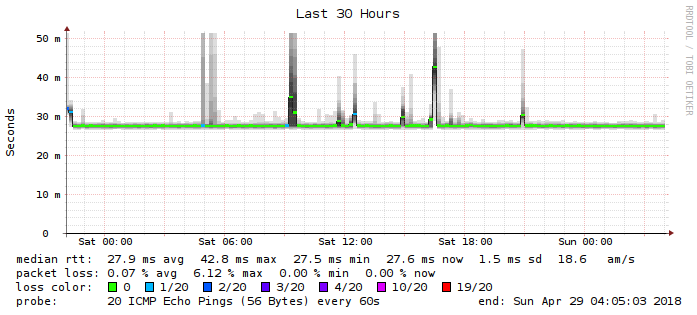 Last 30 Hours
RRDTOOL / TOBI OETIKER
Seconds
50 m
40 m
30 m
20 m
10 m
0
Sat 00:00 Sat 06:00 Sat 12:00 Sat 18:00 Sun 00:00
median rtt: 27.9 ms avg 42.8 ms max 27.5 ms min 27.6 ms now 1.5 ms sd 18.6 am/s
packet loss: 0.07 % avg 6.12 % max 0.00 % min 0.00 % now
loss color: 0 1/20 2/20 3/20 4/20 10/20 19/20
probe: 20 ICMP Echo Pings (56 Bytes) every 60s end: Sun Apr 29 04:05:03 2018